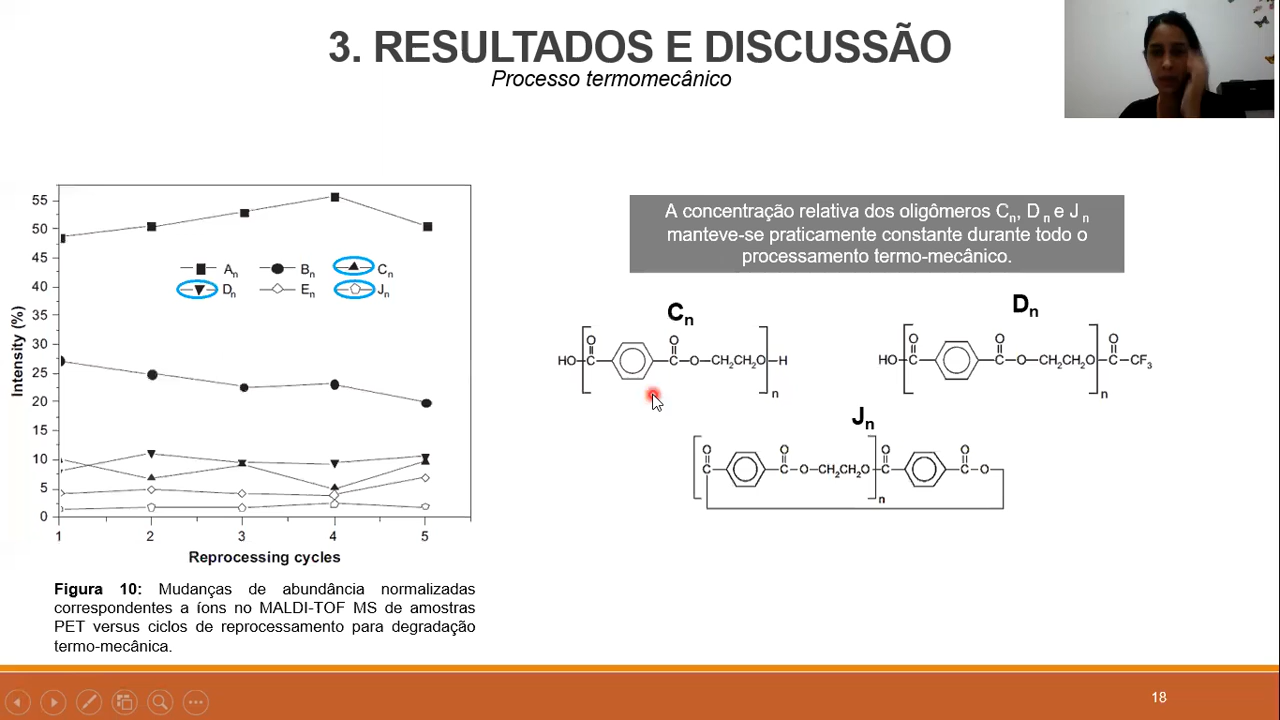 3. RESULTADOS E DISCUSSÃO
Processo termomecânico
55
50
45
40
35
30
25
20
15
10
5
0
Intensity (%)
An Bn Cn
Dn En Jn
1 2 3 4 5
Reprocessing cycles
Figura 10: Mudanças de abundância normalizadas
correspondentes a íons no MALDI-TOF MS de amostras
PET versus ciclos de reprocessamento para degradação
termo-mecânica.
A concentração relativa dos oligômeros Cn, D n e J n
manteve-se praticamente constante durante todo o
processamento termo-mecânico.
Cn
O O
HO C C O CH2CH2O H
n
Dn
O O O
HO C C O CH2CH2O C CF3
n
Jn
O O O O
C C O CH2CH2O C C O
n
18